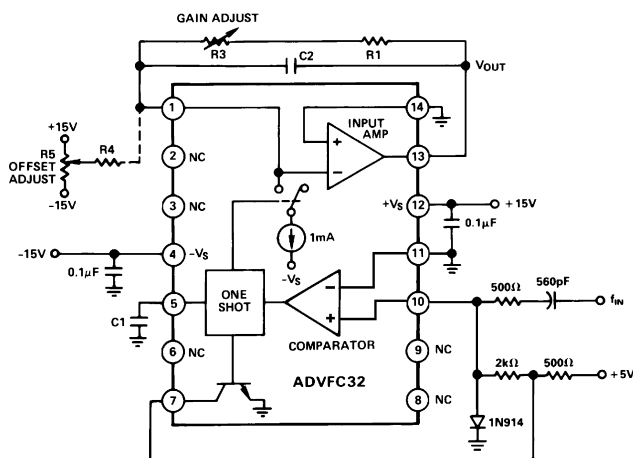 GAIN ADJUST
R3
R1
C2
VOUT
1
14
INPUT
AMP
+
−
13
+15V
R5
OFFSET
ADJUST
R4
−15V
2
NC
3
NC
+VS
12
+15V
0.1μF
1mA
−VS
−15V
4
−VS
0.1μF
11
5
C1
ONE
SHOT
−
+
COMPARATOR
10
500Ω
560pF
fIN
6
NC
9
NC
2kΩ
500Ω
+5V
ADVFC32
7
8
NC
1N914